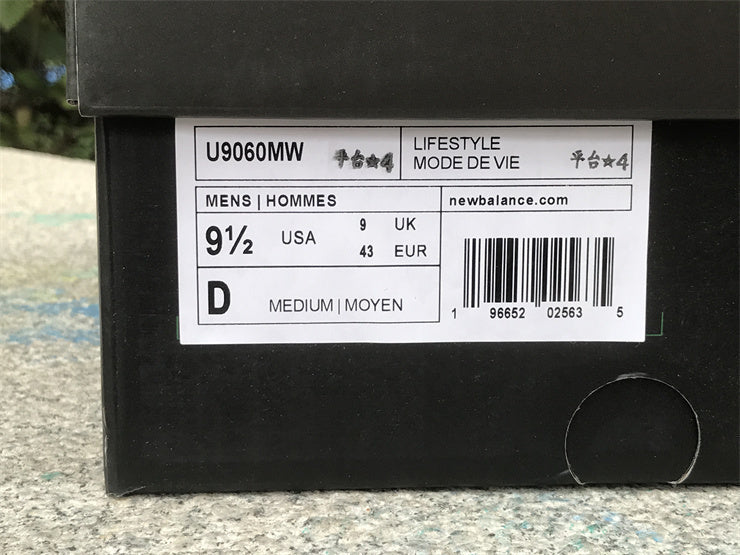 U9060MW 平台★4
LIFESTYLE
MODE DE VIE 平台★4
MENS | HOMMES
newbalance.com
9½ USA 9 UK
43 EUR
D MEDIUM | MOYEN
1 96652 02563 5